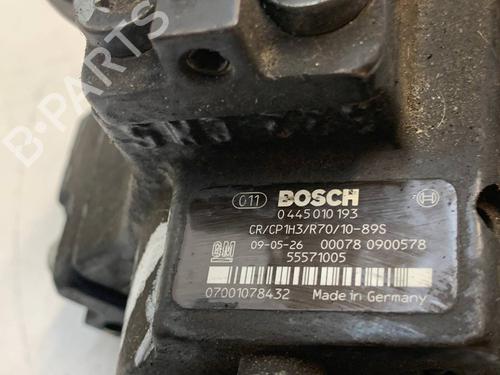 B-PARTS
011 BOSCH
0 445 010 193
CR/CP1H3/R70/10-89S
GM 09-05-26 00078 0900578
55571005
07001078432 Made in Germany